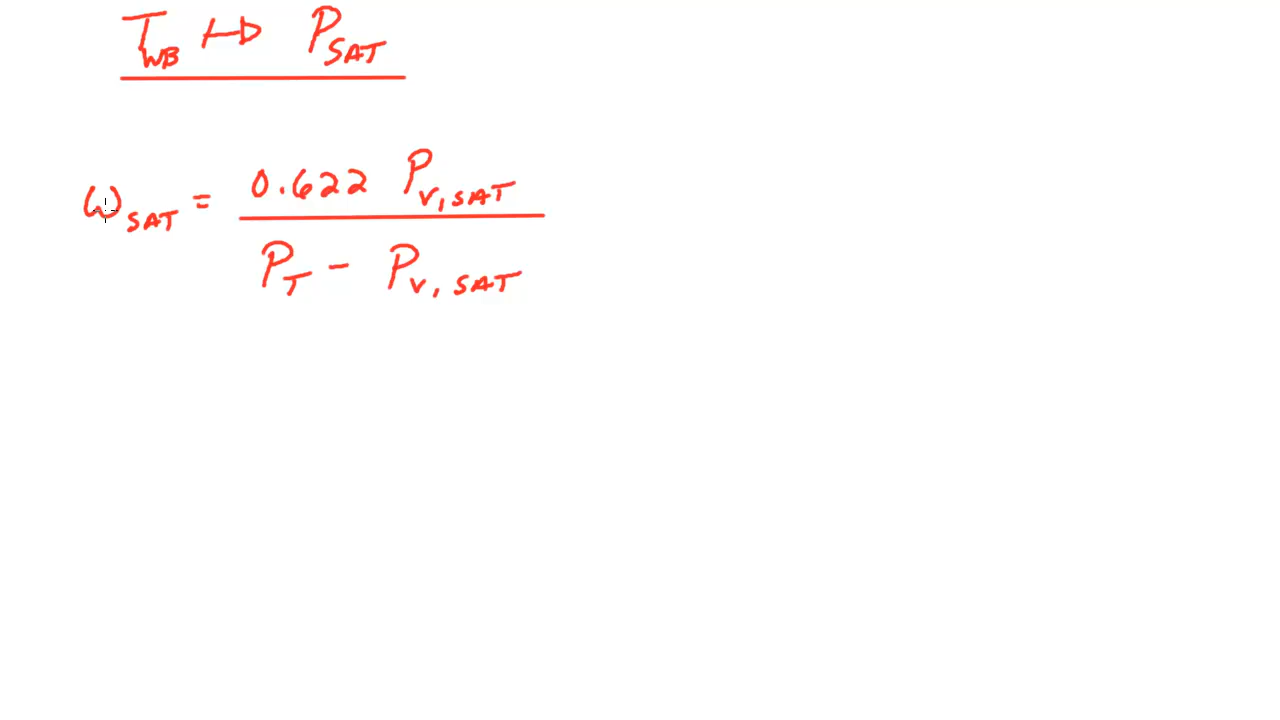 T_WB ↦ P_SAT
ω_SAT = 0.622 P_V,SAT
P_T - P_V,SAT